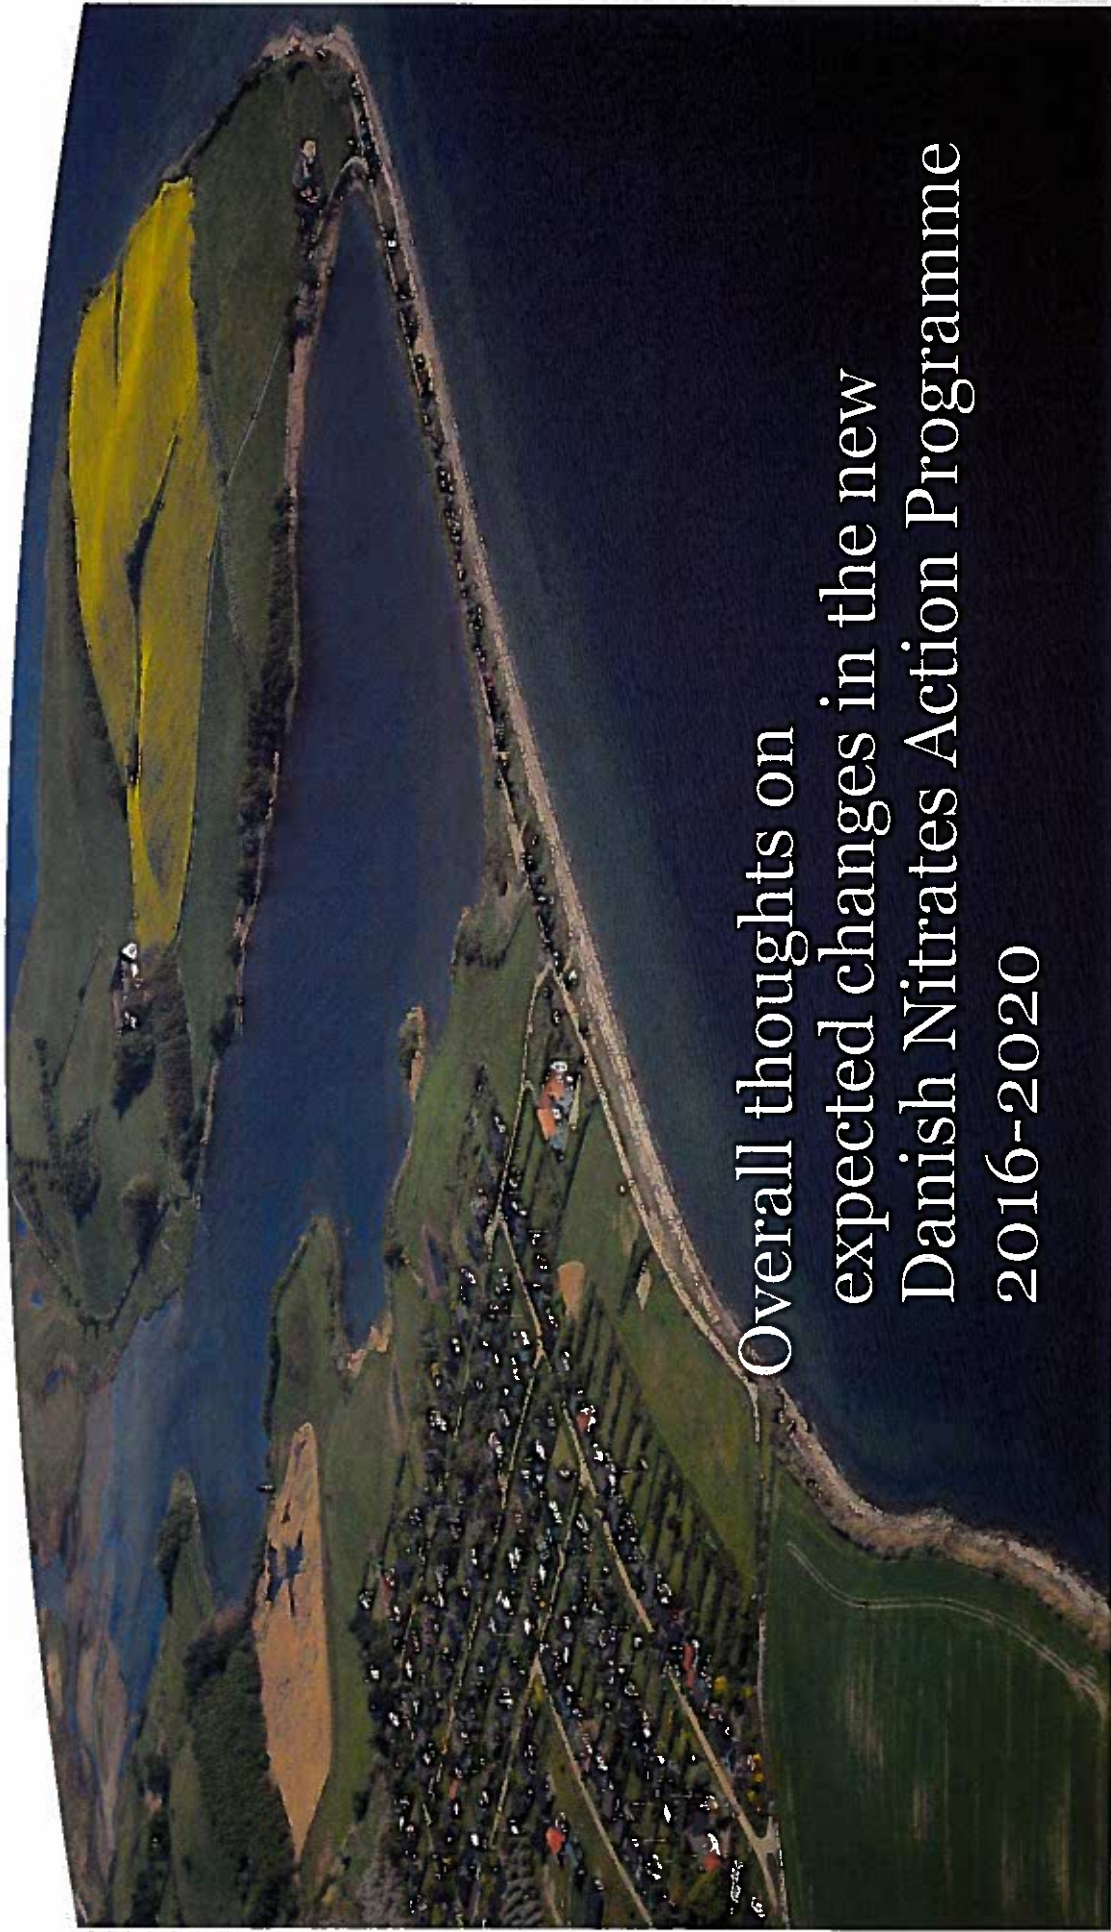 Overall thoughts on
expected changes in the new
Danish Nitrates Action Programme
2016-2020